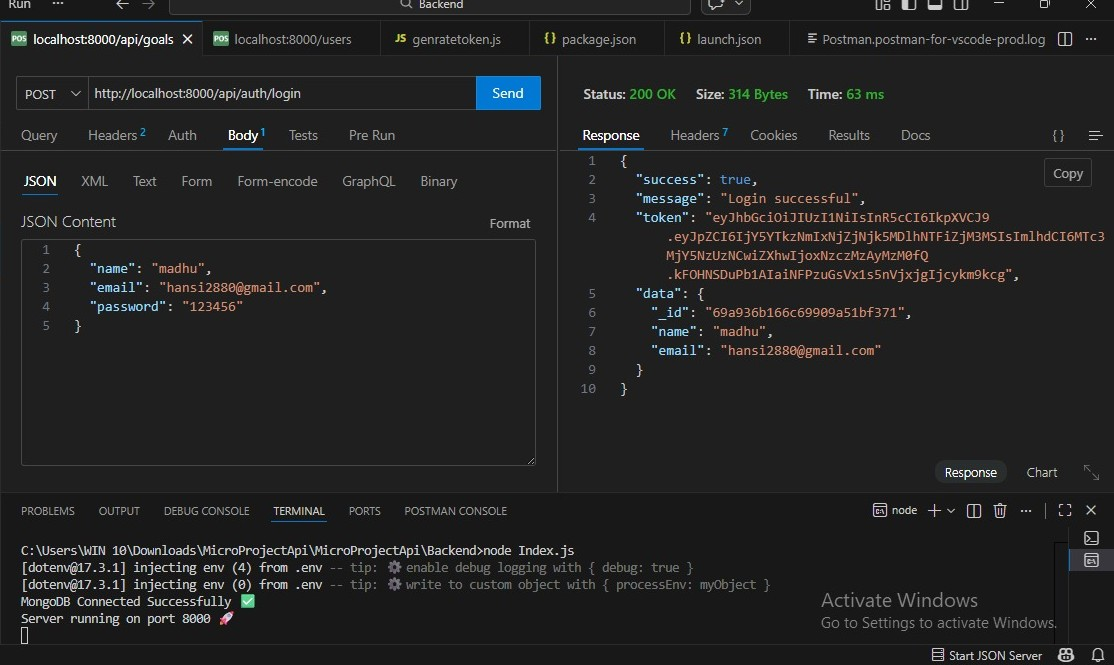 Run ··· ← → Backend
POS localhost:8000/api/goals POS localhost:8000/users JS genratetoken.js {} package.json {} launch.json Postman.postman-for-vscode-prod.log ···
POST http://localhost:8000/api/auth/login Send
Query Headers 2 Auth Body 1 Tests Pre Run
JSON XML Text Form Form-encode GraphQL Binary
JSON Content Format
1 {
2 "name": "madhu",
3 "email": "hansi2880@gmail.com",
4 "password": "123456"
5 }
Status: 200 OK Size: 314 Bytes Time: 63 ms
Response Headers 7 Cookies Results Docs {}
Copy
1 {
2 "success": true,
3 "message": "Login successful",
4 "token": "eyJhbGciOiJIUzI1NiIsInR5cCI6IkpXVCJ9
.eyJpZCI6IjY5YTkzNmIxNjZjNjk5MDlhNTFiZjM3MSIsImlhdCI6MTc3
MjY5NzUzNCwiZXhwIjoxNzczMzAyMzM0fQ
.kFOHNSDuPb1AIaiNFPzuGsVx1s5nVjxjgIjcykm9kcg",
5 "data": {
6 "_id": "69a936b166c69909a51bf371",
7 "name": "madhu",
8 "email": "hansi2880@gmail.com"
9 }
10 }
Response Chart
PROBLEMS OUTPUT DEBUG CONSOLE TERMINAL PORTS POSTMAN CONSOLE node ···
C:\Users\WIN 10\Downloads\MicroProjectApi\MicroProjectApi\Backend>node Index.js
[dotenv@17.3.1] injecting env (4) from .env -- tip: ⚙️ enable debug logging with { debug: true }
[dotenv@17.3.1] injecting env (0) from .env -- tip: ⚙️ write to custom object with { processEnv: myObject }
MongoDB Connected Successfully ✅
Server running on port 8000 🚀
Activate Windows
Go to Settings to activate Windows.
Start JSON Server